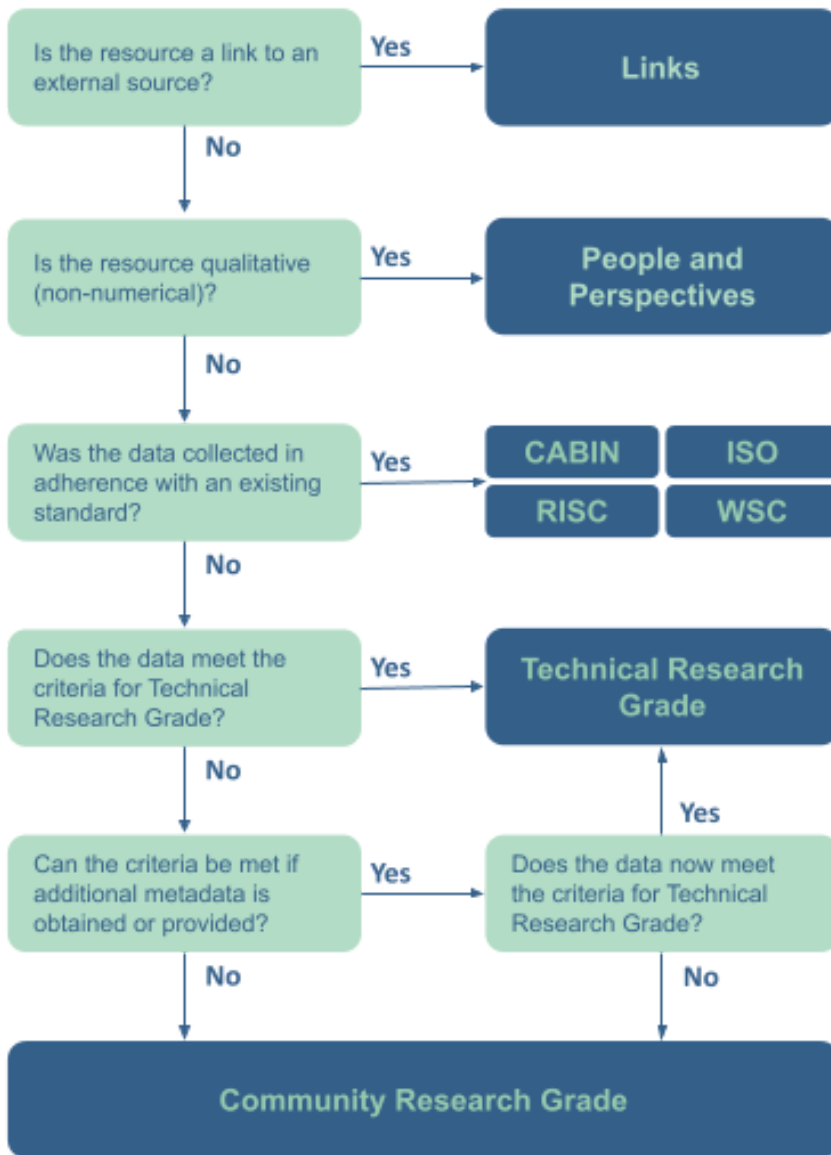 Is the resource a link to an
external source?
Yes
Links
No
Is the resource qualitative
(non-numerical)?
Yes
People and
Perspectives
No
Was the data collected in
adherence with an existing
standard?
Yes
CABIN
ISO
RISC
WSC
No
Does the data meet the
criteria for Technical
Research Grade?
Yes
Technical Research
Grade
No
Yes
Can the criteria be met if
additional metadata is
obtained or provided?
Yes
Does the data now meet
the criteria for Technical
Research Grade?
No
No
Community Research Grade